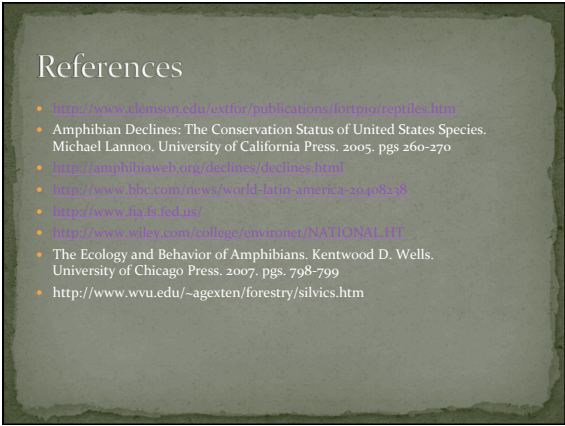 References
http://www.clemson.edu/extfor/publications/fortp19/reptiles.htm
Amphibian Declines: The Conservation Status of United States Species.
Michael Lannoo. University of California Press. 2005. pgs 260-270
http://amphibiaweb.org/declines/declines.html
http://www.bbc.com/news/world-latin-america-20408238
http://www.fia.fs.fed.us/
http://www.wiley.com/college/environet/NATIONAL.HT
The Ecology and Behavior of Amphibians. Kentwood D. Wells.
University of Chicago Press. 2007. pgs. 798-799
http://www.wvu.edu/~agexten/forestry/silvics.htm